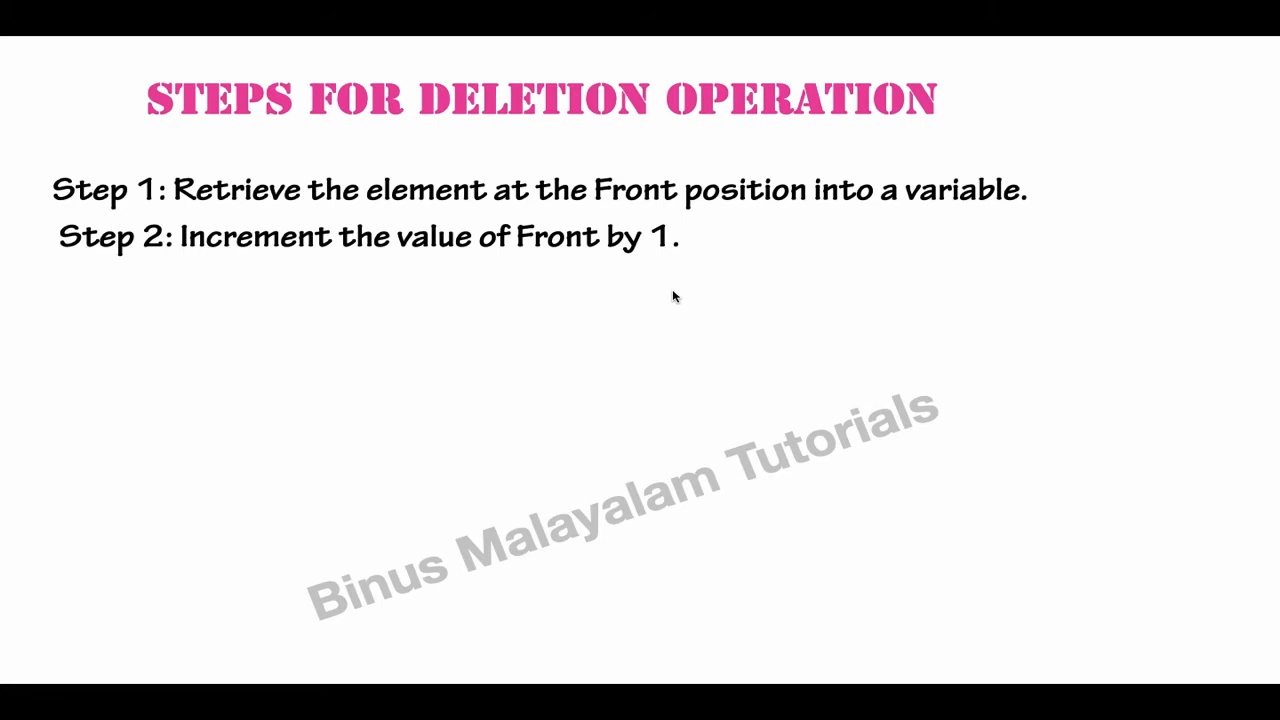 STEPS FOR DELETION OPERATION
Step 1: Retrieve the element at the Front position into a variable.
Step 2: Increment the value of Front by 1.
Binus Malayalam Tutorials